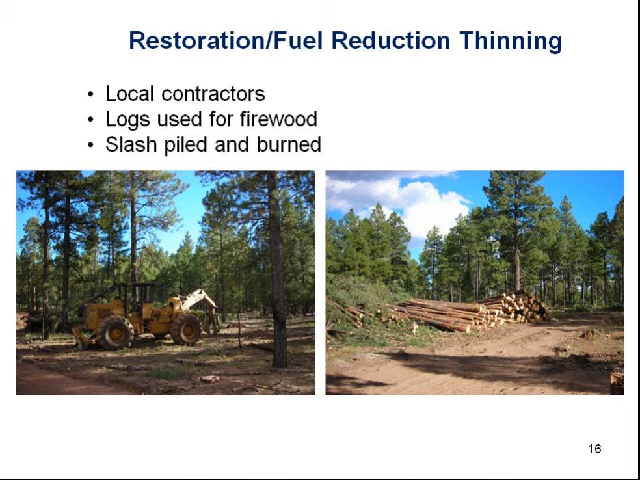 Restoration/Fuel Reduction Thinning
• Local contractors
• Logs used for firewood
• Slash piled and burned
16